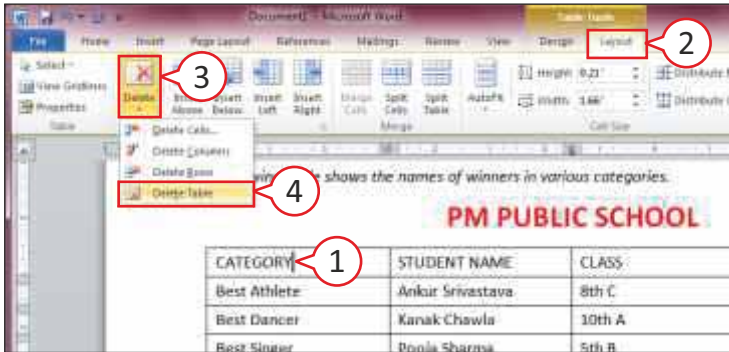 Document1 - Microsoft Word Table Tools
File Home Insert Page Layout References Mailings Review View Design Layout 2
Select
View Gridlines
Properties
Delete 3
Insert Above Insert Below Insert Left Insert Right
Merge Cells Split Cells Split Table
AutoFit
Height: 0.21"
Width: 1.66"
Distribute
Distribute
Table Merge Cell Size
Delete Cells...
Delete Columns
Delete Rows
Delete Table 4
shows the names of winners in various categories.
PM PUBLIC SCHOOL
CATEGORY 1 STUDENT NAME CLASS
Best Athlete Ankur Srivastava 8th C
Best Dancer Kanak Chawla 10th A
Best Singer Pooja Sharma 5th B